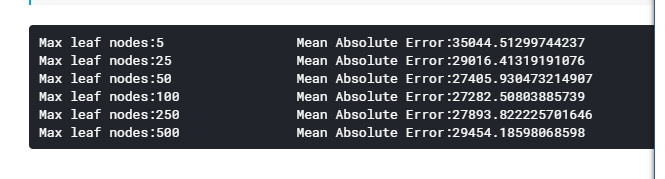 Max leaf nodes:5 Mean Absolute Error:35044.51299744237
Max leaf nodes:25 Mean Absolute Error:29016.41319191076
Max leaf nodes:50 Mean Absolute Error:27405.930473214907
Max leaf nodes:100 Mean Absolute Error:27282.50803885739
Max leaf nodes:250 Mean Absolute Error:27893.822225701646
Max leaf nodes:500 Mean Absolute Error:29454.18598068598